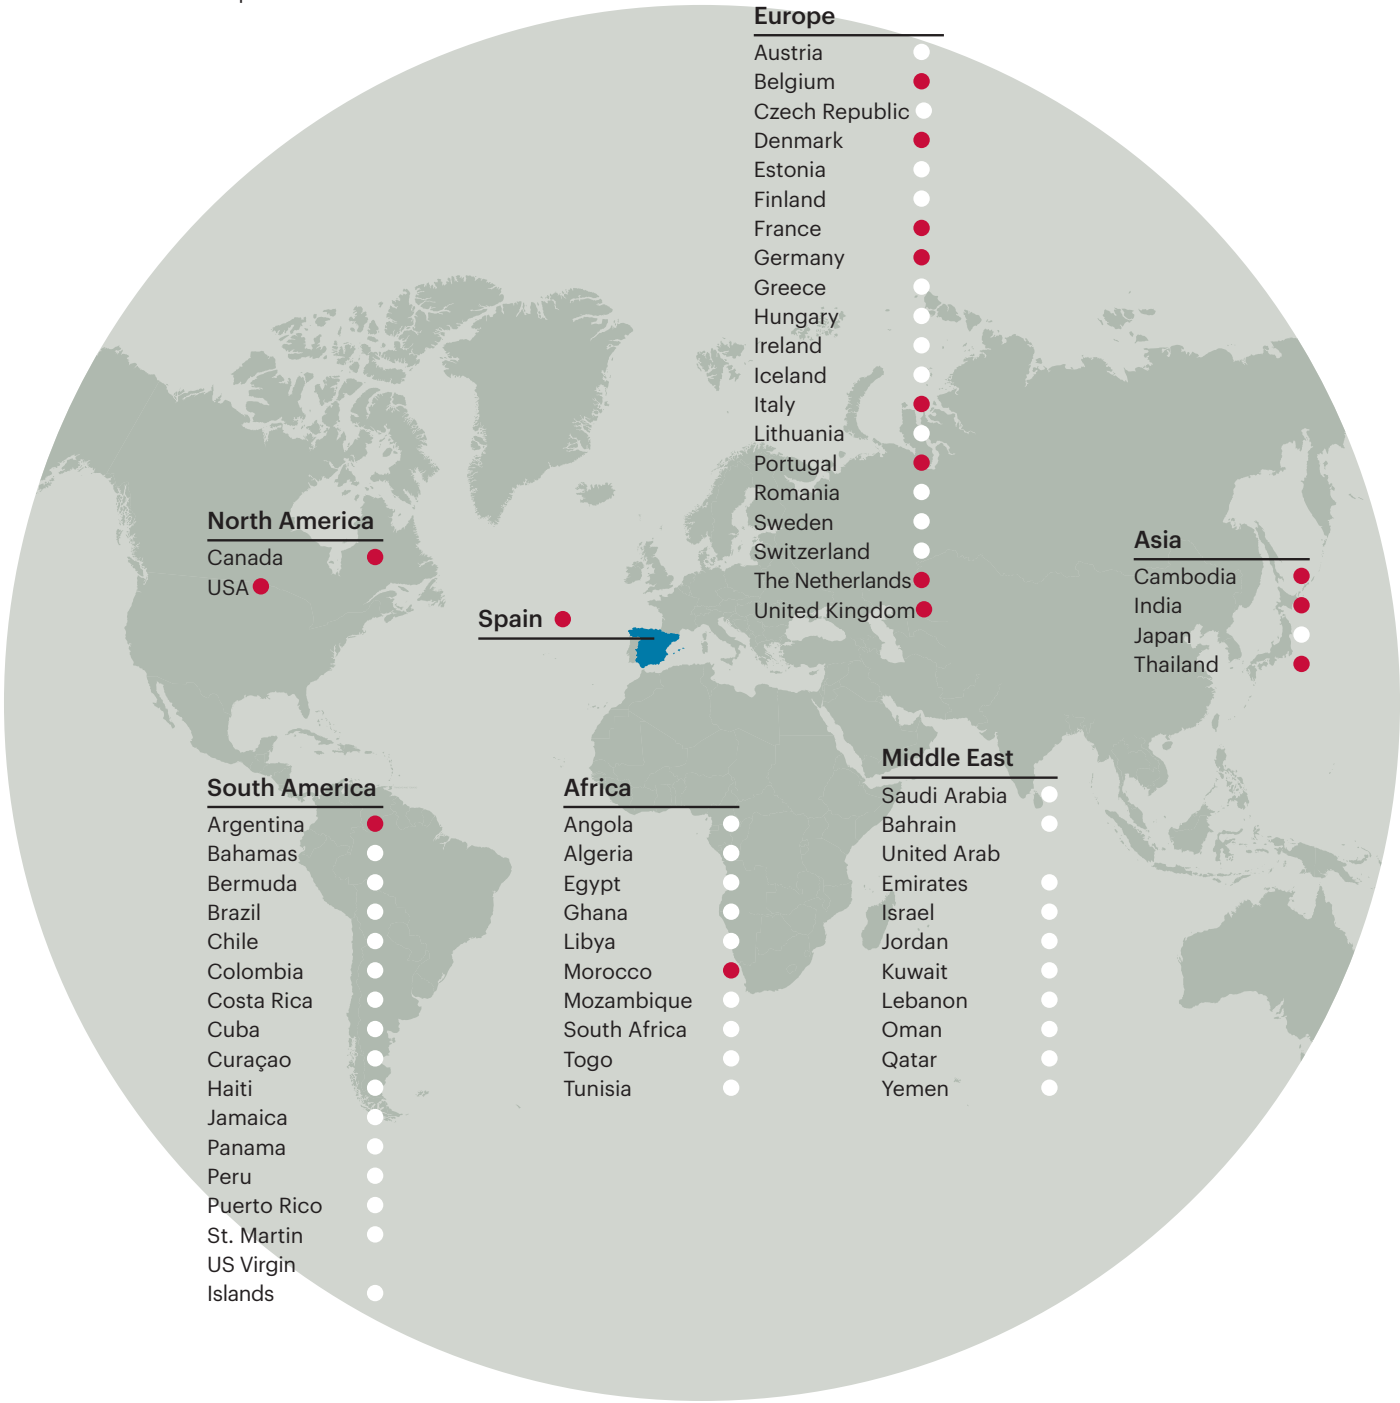 Europe
Austria
Belgium
Czech Republic
Denmark
Estonia
Finland
France
Germany
Greece
Hungary
Ireland
Iceland
Italy
Lithuania
Portugal
Romania
Sweden
Switzerland
The Netherlands
United Kingdom
North America
Canada
USA
Spain
Asia
Cambodia
India
Japan
Thailand
South America
Argentina
Bahamas
Bermuda
Brazil
Chile
Colombia
Costa Rica
Cuba
Curaçao
Haiti
Jamaica
Panama
Peru
Puerto Rico
St. Martin
US Virgin
Islands
Africa
Angola
Algeria
Egypt
Ghana
Libya
Morocco
Mozambique
South Africa
Togo
Tunisia
Middle East
Saudi Arabia
Bahrain
United Arab
Emirates
Israel
Jordan
Kuwait
Lebanon
Oman
Qatar
Yemen